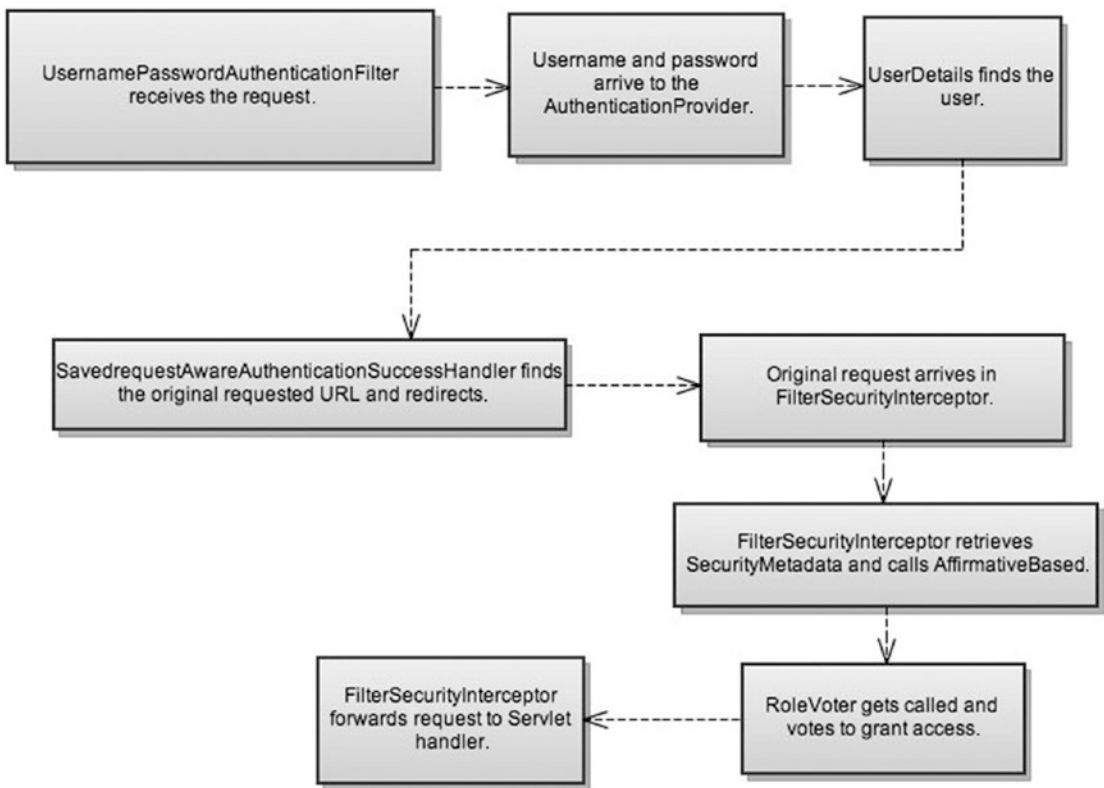 UsernamePasswordAuthenticationFilter
receives the request.
Username and password
arrive to the
AuthenticationProvider.
UserDetails finds the
user.
SavedrequestAwareAuthenticationSuccessHandler finds
the original requested URL and redirects.
Original request arrives in
FilterSecurityInterceptor.
FilterSecurityInterceptor retrieves
SecurityMetadata and calls AffirmativeBased.
RoleVoter gets called and
votes to grant access.
FilterSecurityInterceptor
forwards request to Servlet
handler.